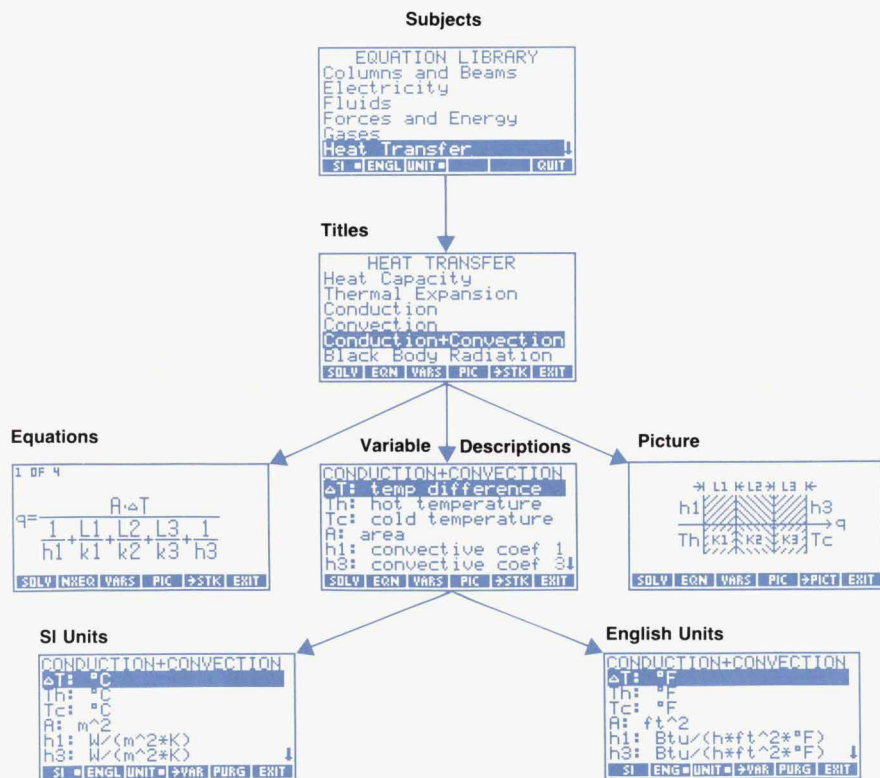 Subjects
EQUATION LIBRARY
Columns and Beams
Electricity
Fluids
Forces and Energy
Gases
Heat Transfer ↓
SI ▪ ENGL UNIT ▪ QUIT
Titles
HEAT TRANSFER
Heat Capacity
Thermal Expansion
Conduction
Convection
Conduction+Convection
Black Body Radiation
SOLV EQN VARS PIC →STK EXIT
Equations
1 OF 4
q= A·ΔT / (1/h1 + L1/k1 + L2/k2 + L3/k3 + 1/h3)
SOLV NXEQ VARS PIC →STK EXIT
Variable Descriptions
CONDUCTION+CONVECTION
ΔT: temp difference
Th: hot temperature
Tc: cold temperature
A: area
h1: convective coef 1
h3: convective coef 3↓
SOLV EQN VARS PIC →STK EXIT
Picture
L1 L2 L3
h1 h3
q
Th K1 K2 K3 Tc
SOLV EQN VARS PIC →PICT EXIT
SI Units
CONDUCTION+CONVECTION
ΔT: °C
Th: °C
Tc: °C
A: m^2
h1: W/(m^2*K)
h3: W/(m^2*K) ↓
SI ▪ ENGL UNIT ▪ →VAR PURG EXIT
English Units
CONDUCTION+CONVECTION
ΔT: °F
Th: °F
Tc: °F
A: ft^2
h1: Btu/(h*ft^2*°F)
h3: Btu/(h*ft^2*°F) ↓
SI ENG ▪ UNIT ▪ →VAR PURG EXIT